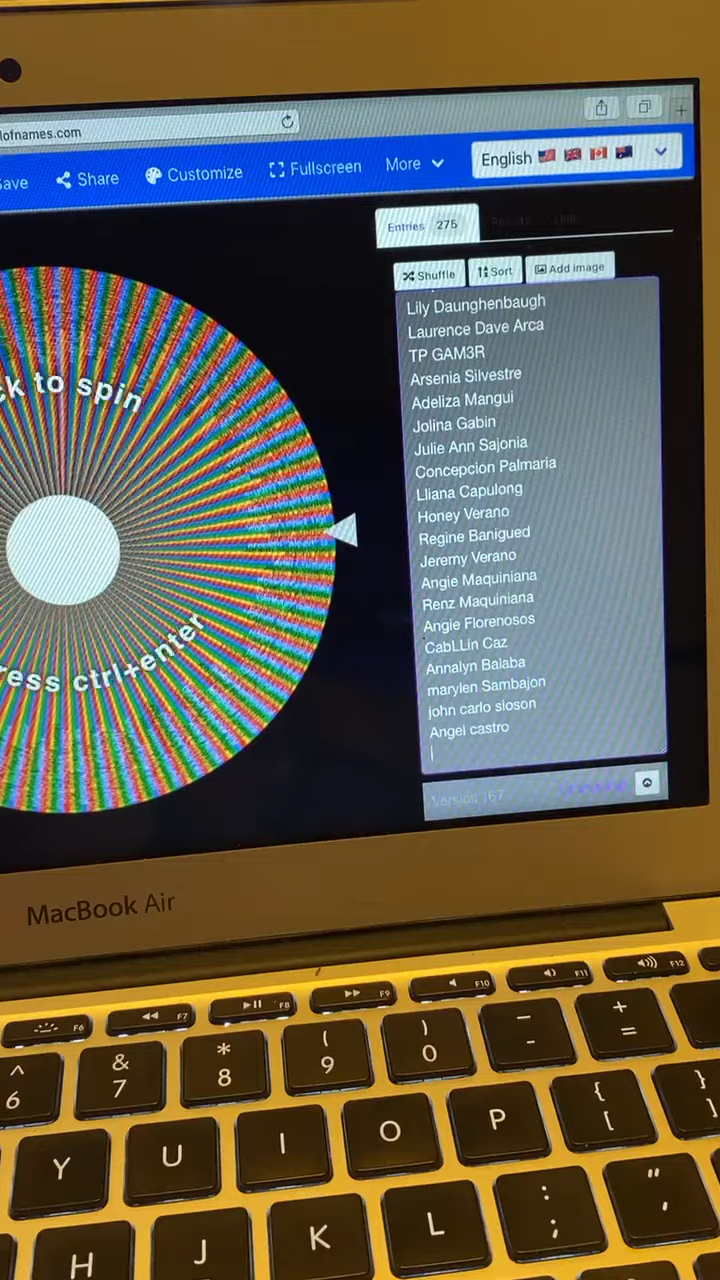 lofnames.com
Save
Share
Customize
Fullscreen
More
English
Entries 275
Shuffle
Sort
Add image
Lily Daunghenbaugh
Laurence Dave Arca
TP GAM3R
Arsenia Silvestre
Adeliza Mangui
Jolina Gabin
Julie Ann Sajonia
Concepcion Palmaria
Lliana Capulong
Honey Verano
Regine Banigued
Jeremy Verano
Angie Maquiniana
Renz Maquiniana
Angie Florenosos
CabLLin Caz
Annalyn Balaba
marylen Sambajon
john carlo sioson
Angel castro
ck to spin
ress ctrl+enter
Version 167
MacBook Air
F6
F7
F8
F9
F10
F11
F12
^ 6
& 7
* 8
( 9
) 0
— -
+ =
Y
U
I
O
P
{ [
} ]
H
J
K
L
: ;
" ,